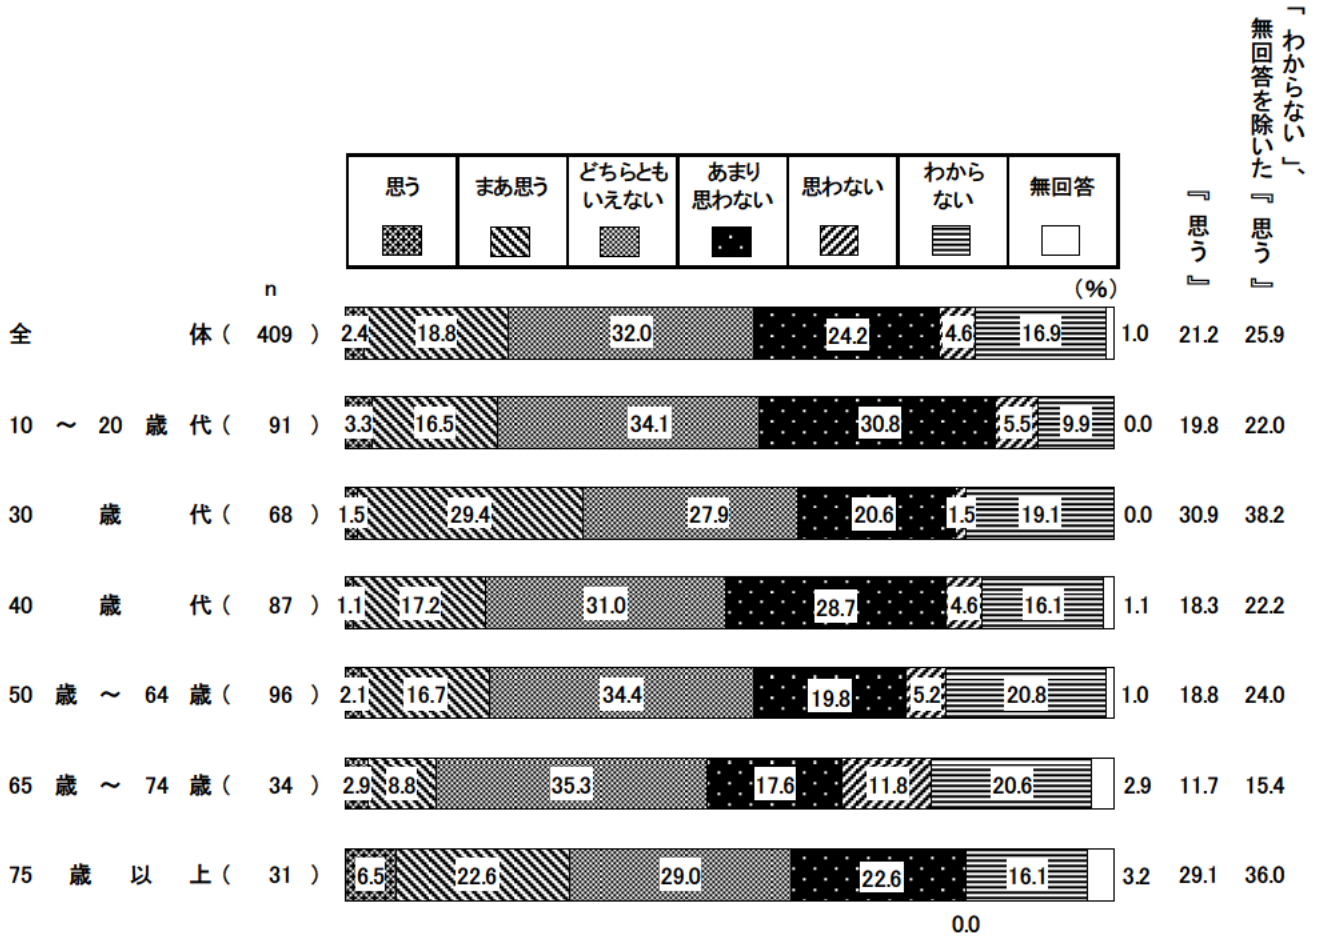 「わからない」、
無回答を除いた『思う』
『思う』
思う
まあ思う
どちらとも
いえない
あまり
思わない
思わない
わから
ない
無回答
n
(%)
全体( 409 ) 2.4 18.8 32.0 24.2 4.6 16.9 1.0 21.2 25.9
10 ～ 20 歳代( 91 ) 3.3 16.5 34.1 30.8 5.5 9.9 0.0 19.8 22.0
30 歳代( 68 ) 1.5 29.4 27.9 20.6 1.5 19.1 0.0 30.9 38.2
40 歳代( 87 ) 1.1 17.2 31.0 28.7 4.6 16.1 1.1 18.3 22.2
50 歳 ～ 64 歳( 96 ) 2.1 16.7 34.4 19.8 5.2 20.8 1.0 18.8 24.0
65 歳 ～ 74 歳( 34 ) 2.9 8.8 35.3 17.6 11.8 20.6 2.9 11.7 15.4
75 歳以上( 31 ) 6.5 22.6 29.0 22.6 16.1 3.2 29.1 36.0
0.0